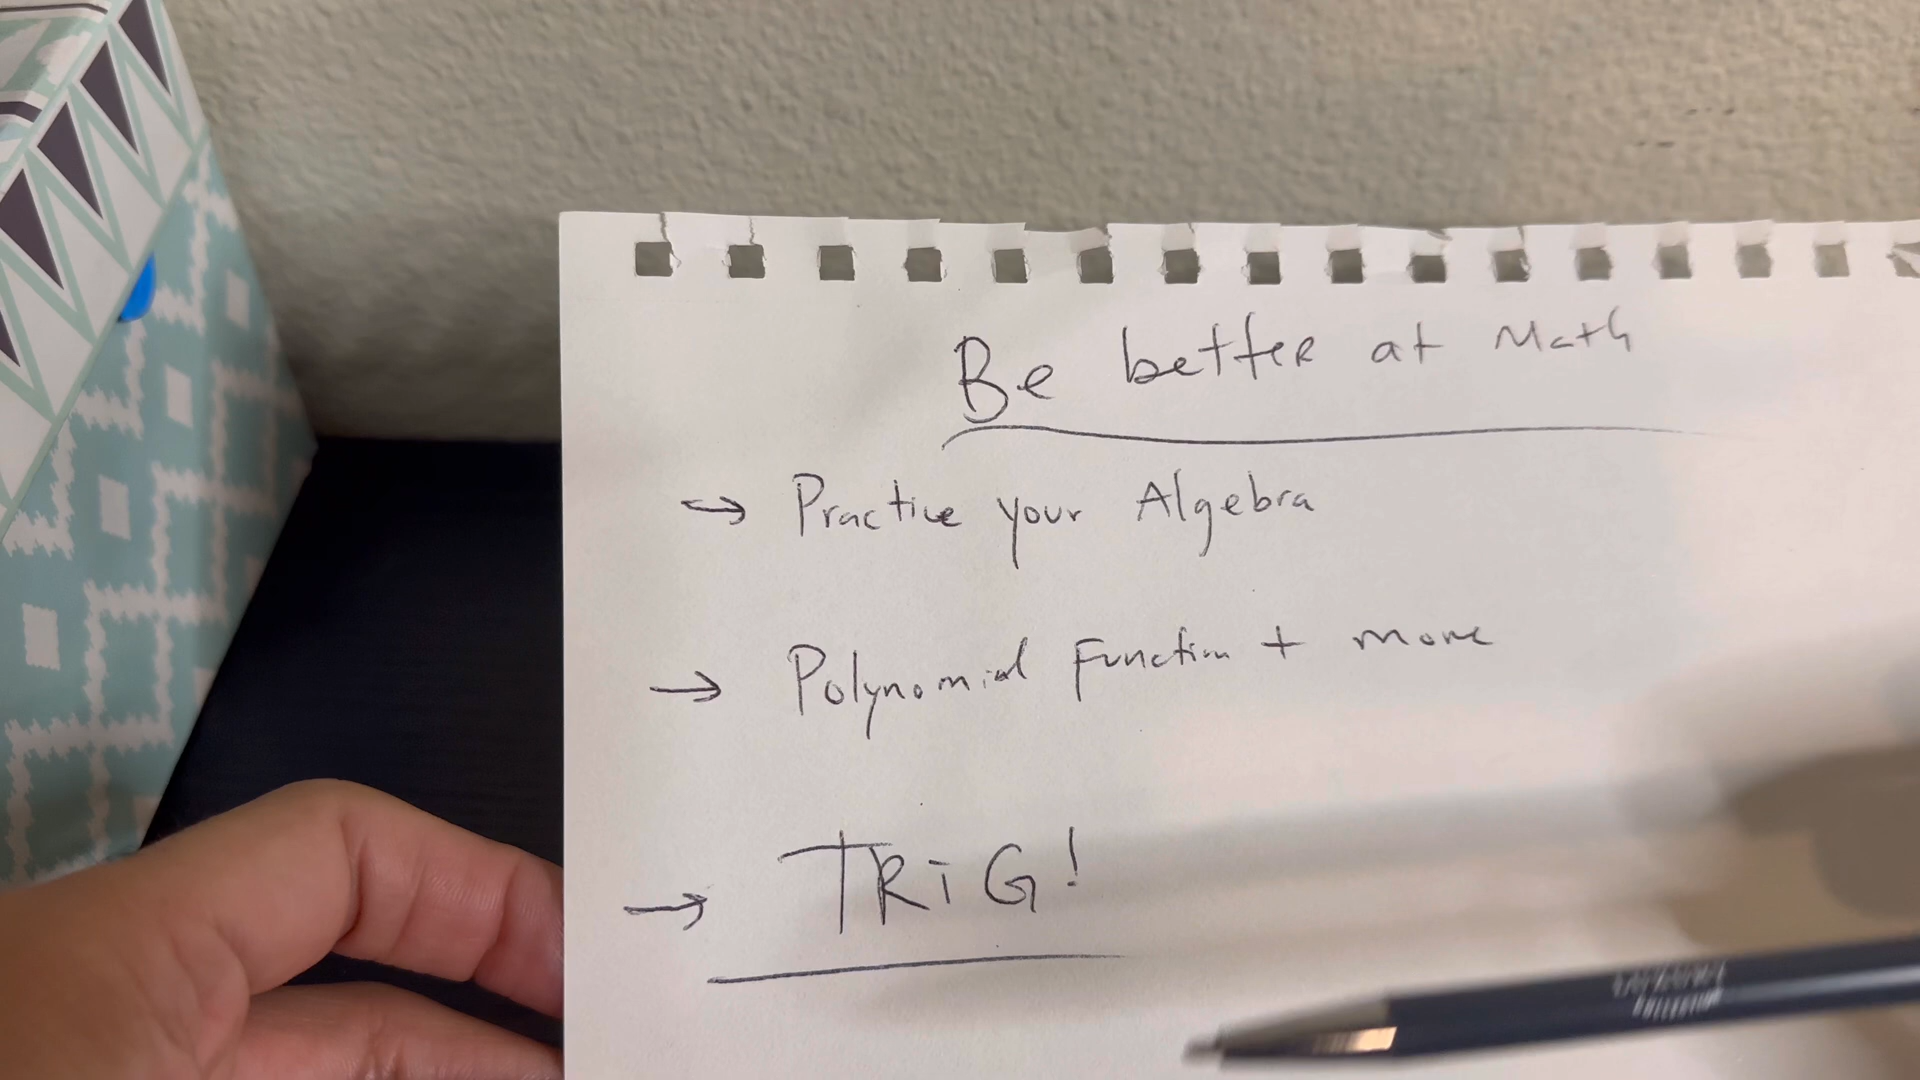 Be better at Math
→ Practice your Algebra
→ Polynomial Function + more
→ TRiG!